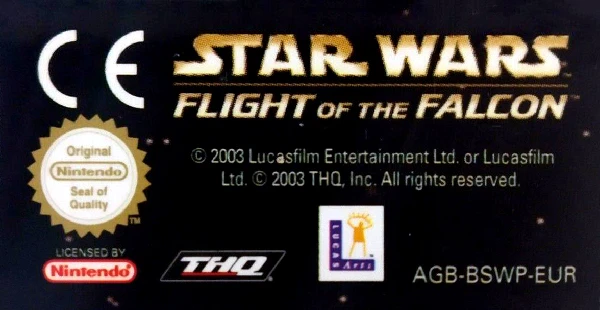 CE
STAR WARS
FLIGHT OF THE FALCON™
© 2003 Lucasfilm Entertainment Ltd. or Lucasfilm
Ltd. © 2003 THQ, Inc. All rights reserved.
Original
Nintendo
Seal of
Quality
TM
LICENSED BY
Nintendo
THQ
LUCAS
Arts
AGB-BSWP-EUR